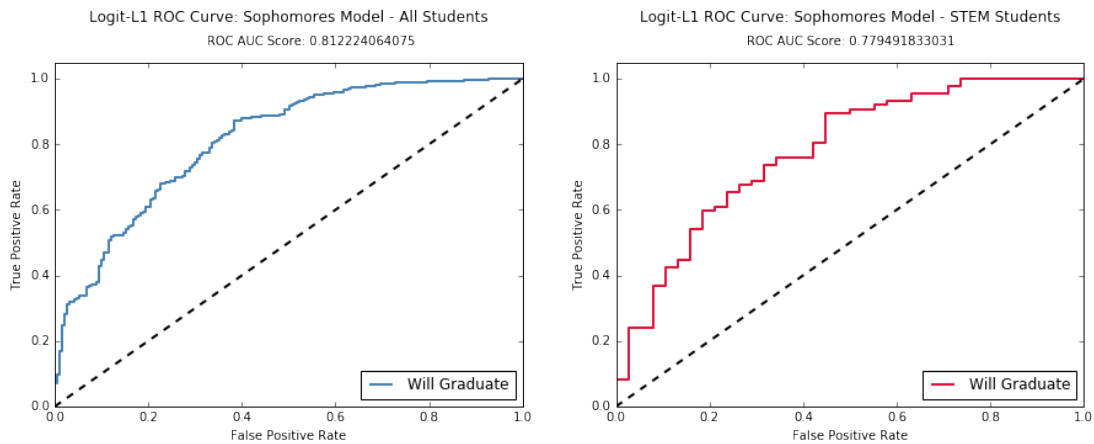 Logit-L1 ROC Curve: Sophomores Model - All Students
ROC AUC Score: 0.812224064075
True Positive Rate
1.0
0.8
0.6
0.4
0.2
0.0
0.0 0.2 0.4 0.6 0.8 1.0
False Positive Rate
Will Graduate
Logit-L1 ROC Curve: Sophomores Model - STEM Students
ROC AUC Score: 0.779491833031
True Positive Rate
1.0
0.8
0.6
0.4
0.2
0.0
0.0 0.2 0.4 0.6 0.8 1.0
False Positive Rate
Will Graduate